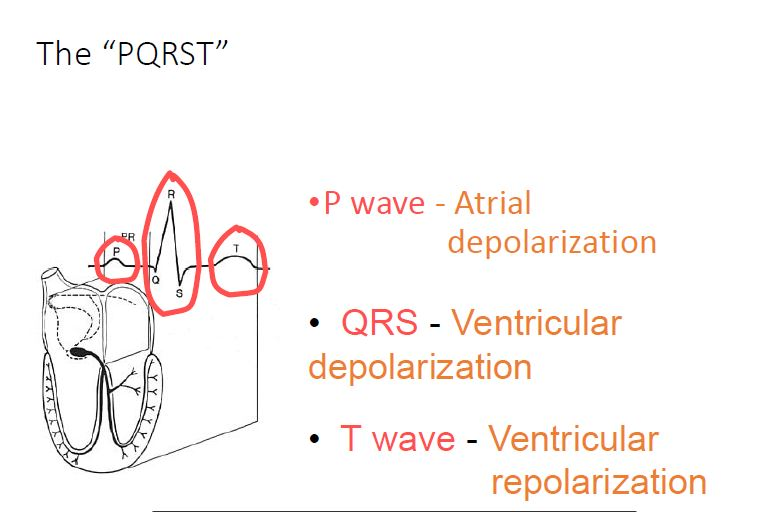 The “PQRST”
R
PR
P
T
Q
S
•P wave - Atrial
depolarization
• QRS - Ventricular
depolarization
• T wave - Ventricular
repolarization